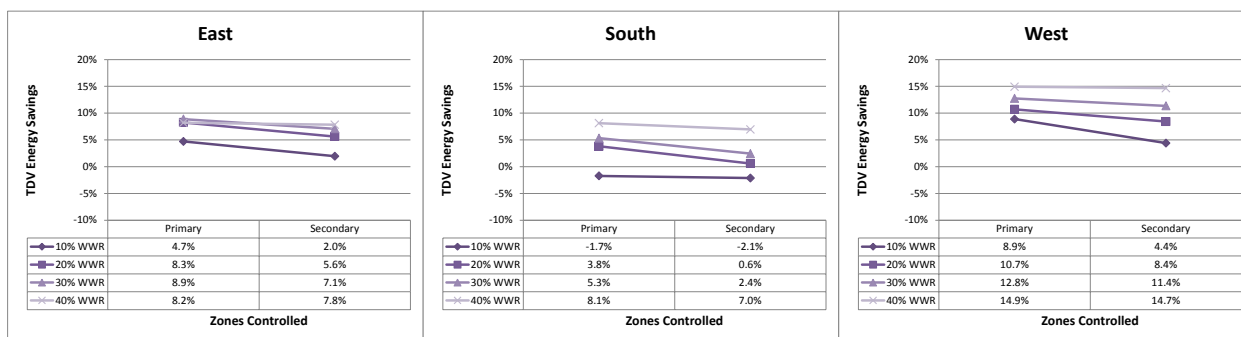 East
TDV Energy Savings
20%
15%
10%
5%
0%
-5%
-10%
Primary Secondary
10% WWR 4.7% 2.0%
20% WWR 8.3% 5.6%
30% WWR 8.9% 7.1%
40% WWR 8.2% 7.8%
Zones Controlled
South
TDV Energy Savings
20%
15%
10%
5%
0%
-5%
-10%
Primary Secondary
10% WWR -1.7% -2.1%
20% WWR 3.8% 0.6%
30% WWR 5.3% 2.4%
40% WWR 8.1% 7.0%
Zones Controlled
West
TDV Energy Savings
20%
15%
10%
5%
0%
-5%
-10%
Primary Secondary
10% WWR 8.9% 4.4%
20% WWR 10.7% 8.4%
30% WWR 12.8% 11.4%
40% WWR 14.9% 14.7%
Zones Controlled